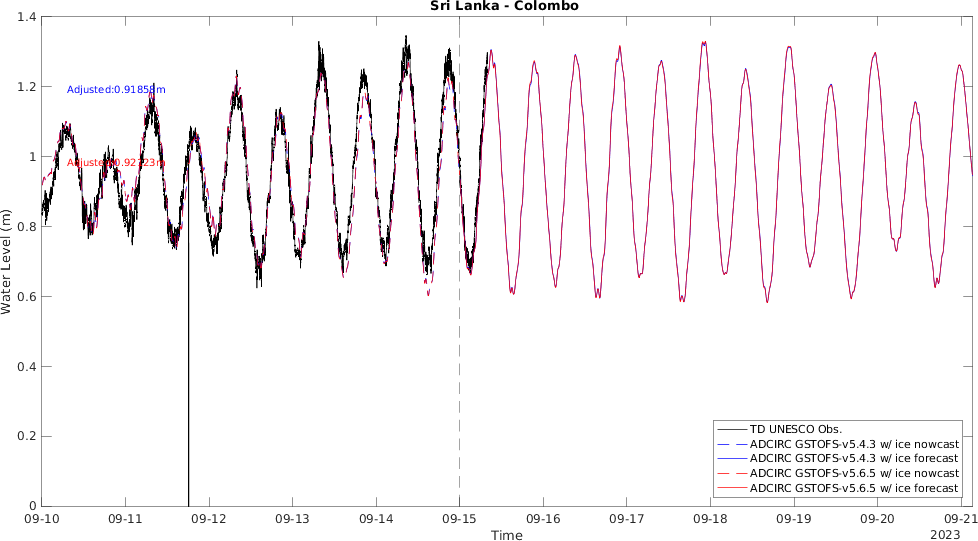 Sri Lanka - Colombo
1.4
1.2
1
0.8
0.6
0.4
0.2
0
Water Level (m)
Adjusted:0.91858m
TD UNESCO Obs.
ADCIRC GSTOFS-v5.4.3 w/ ice nowcast
ADCIRC GSTOFS-v5.4.3 w/ ice forecast
ADCIRC GSTOFS-v5.6.5 w/ ice nowcast
ADCIRC GSTOFS-v5.6.5 w/ ice forecast
09-10 09-11 09-12 09-13 09-14 09-15 09-16 09-17 09-18 09-19 09-20 09-21
Time
2023